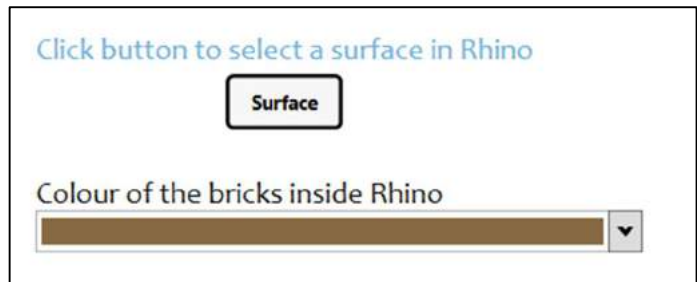 Click button to select a surface in Rhino
Surface
Colour of the bricks inside Rhino